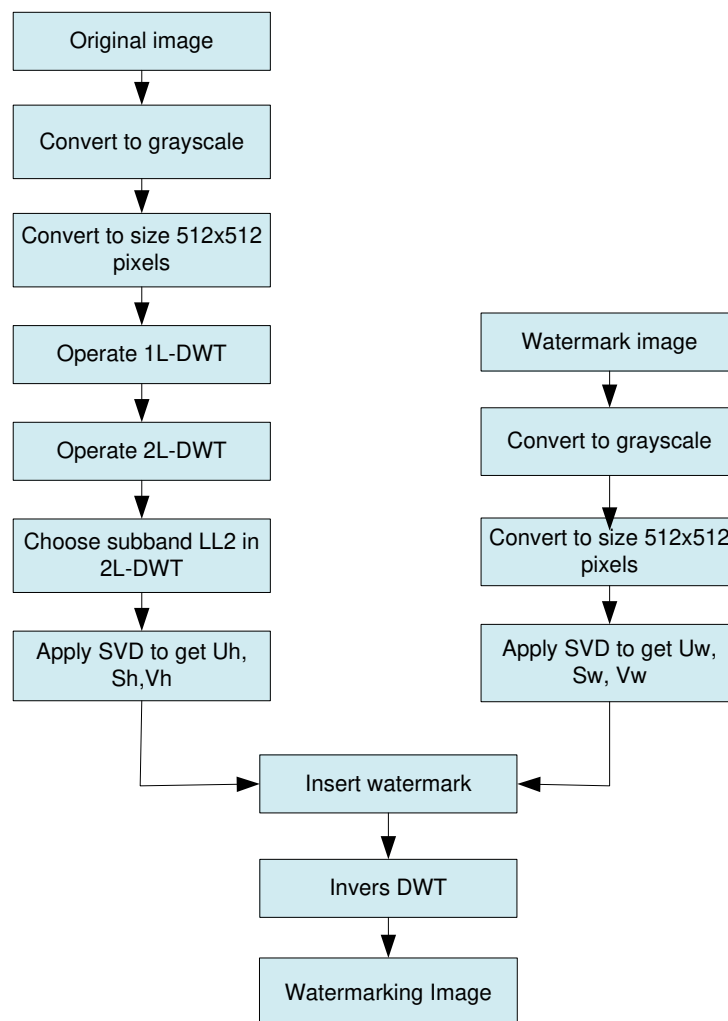 Original image
Convert to grayscale
Convert to size 512x512
pixels
Operate 1L-DWT
Operate 2L-DWT
Choose subband LL2 in
2L-DWT
Apply SVD to get Uh,
Sh,Vh
Watermark image
Convert to grayscale
Convert to size 512x512
pixels
Apply SVD to get Uw,
Sw, Vw
Insert watermark
Invers DWT
Watermarking Image